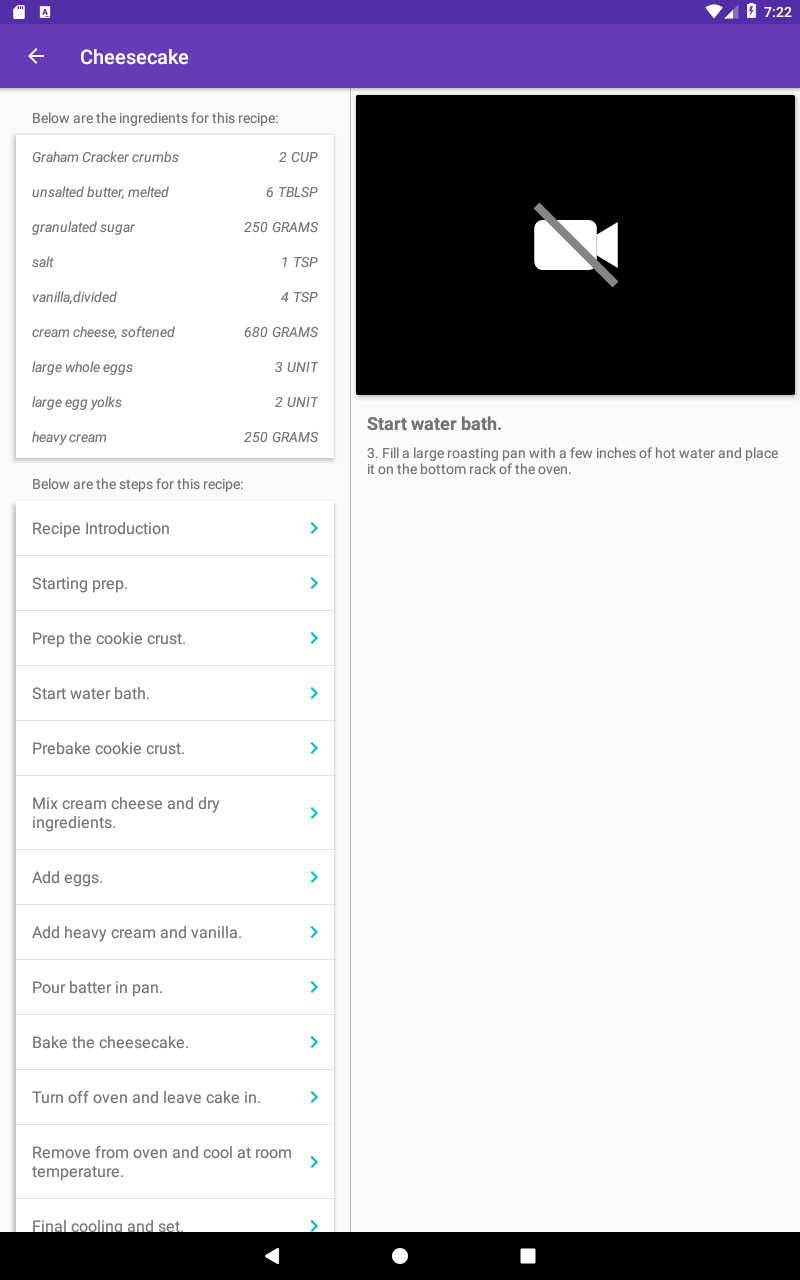 7:22
Cheesecake
Below are the ingredients for this recipe:
Graham Cracker crumbs 2 CUP
unsalted butter, melted 6 TBLSP
granulated sugar 250 GRAMS
salt 1 TSP
vanilla,divided 4 TSP
cream cheese, softened 680 GRAMS
large whole eggs 3 UNIT
large egg yolks 2 UNIT
heavy cream 250 GRAMS
Below are the steps for this recipe:
Recipe Introduction
Starting prep.
Prep the cookie crust.
Start water bath.
Prebake cookie crust.
Mix cream cheese and dry
ingredients.
Add eggs.
Add heavy cream and vanilla.
Pour batter in pan.
Bake the cheesecake.
Turn off oven and leave cake in.
Remove from oven and cool at room
temperature.
Final cooling and set.
Start water bath.
3. Fill a large roasting pan with a few inches of hot water and place
it on the bottom rack of the oven.